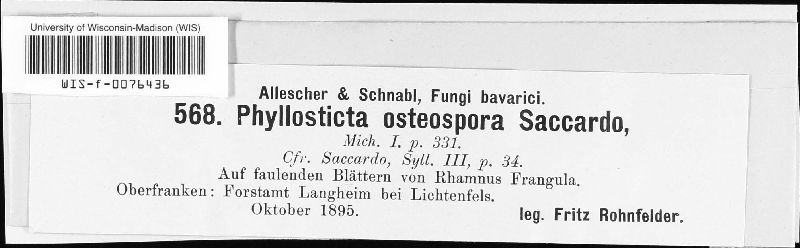 University of Wisconsin-Madison (WIS)
WIS-f-0076436
Allescher & Schnabl, Fungi bavarici.
568. Phyllosticta osteospora Saccardo,
Mich. I. p. 331.
Cfr. Saccardo, Syll. III, p. 34.
Auf faulenden Blättern von Rhamnus Frangula.
Oberfranken: Forstamt Langheim bei Lichtenfels.
Oktober 1895.
leg. Fritz Rohnfelder.